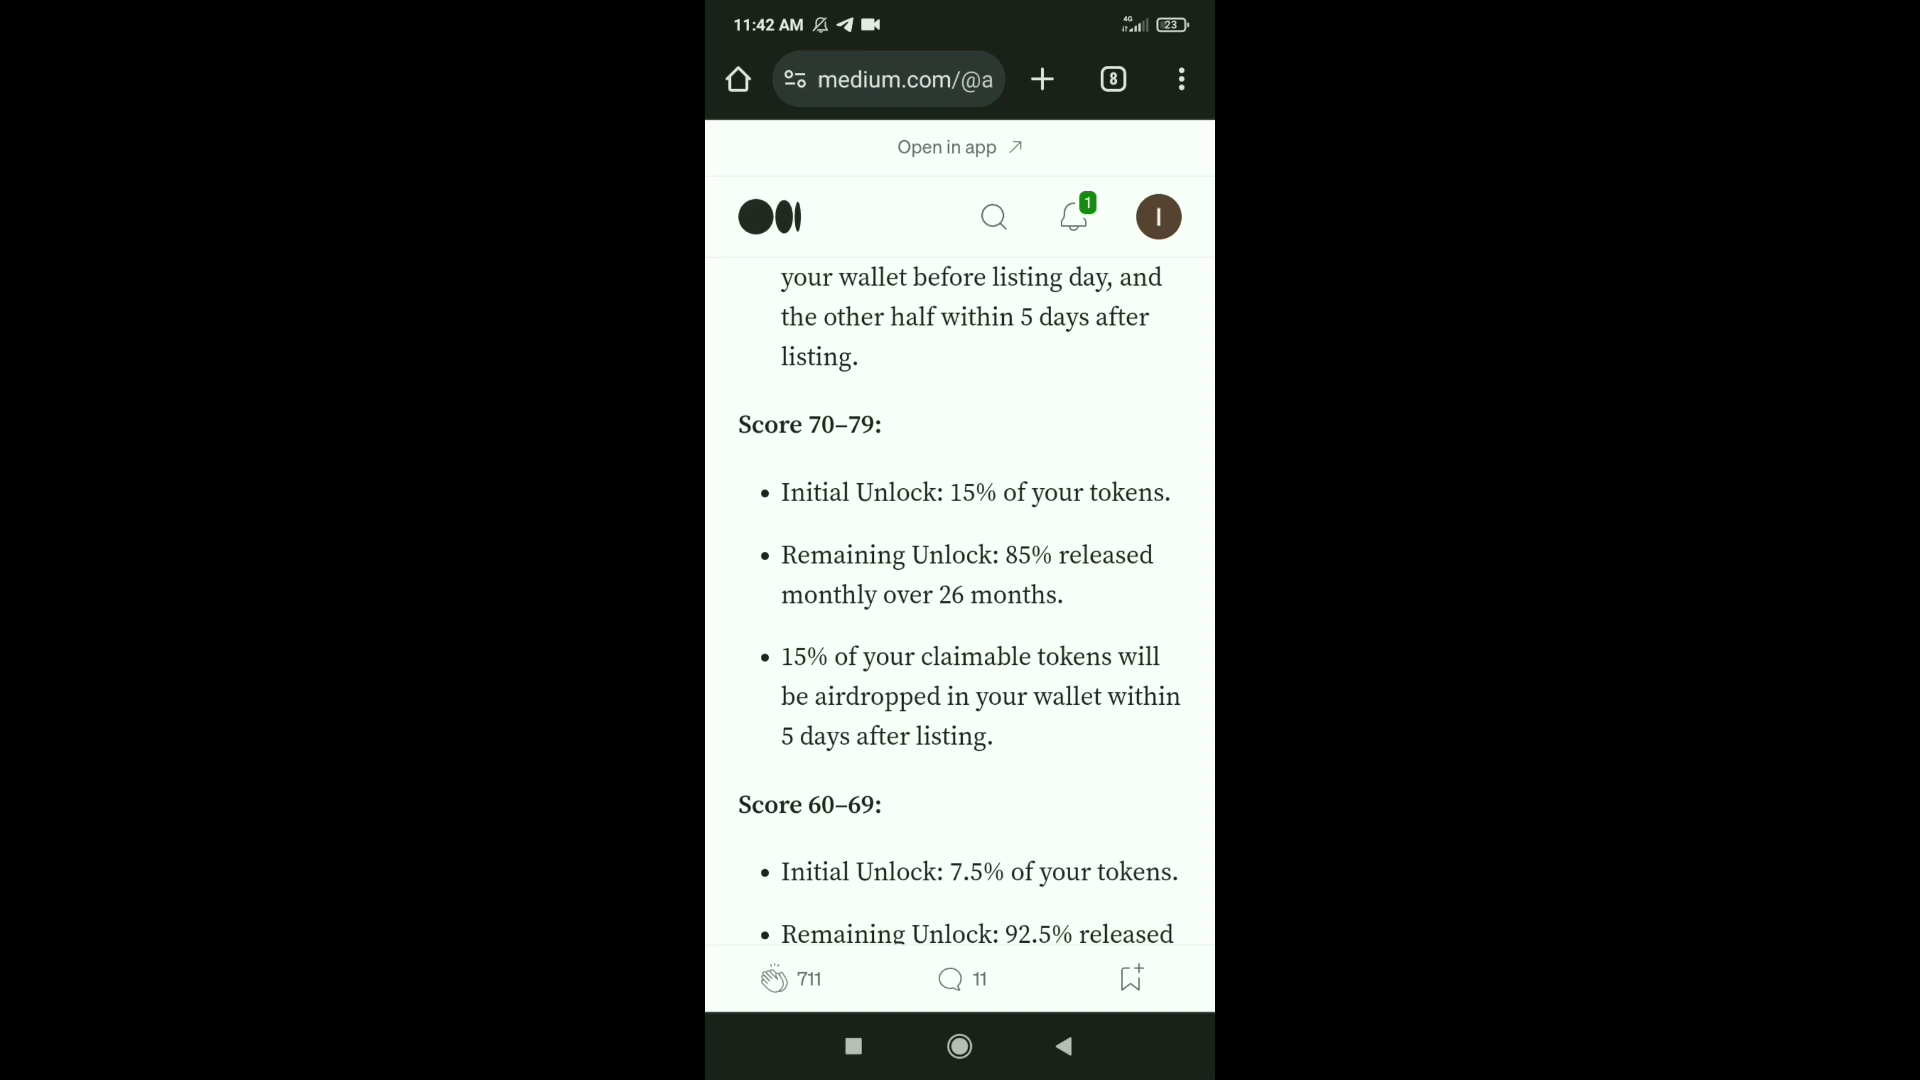 11:42 AM
4G
23
medium.com/@a
8
Open in app
1
I
your wallet before listing day, and
the other half within 5 days after
listing.
Score 70–79:
• Initial Unlock: 15% of your tokens.
• Remaining Unlock: 85% released
monthly over 26 months.
• 15% of your claimable tokens will
be airdropped in your wallet within
5 days after listing.
Score 60–69:
• Initial Unlock: 7.5% of your tokens.
• Remaining Unlock: 92.5% released
711
11